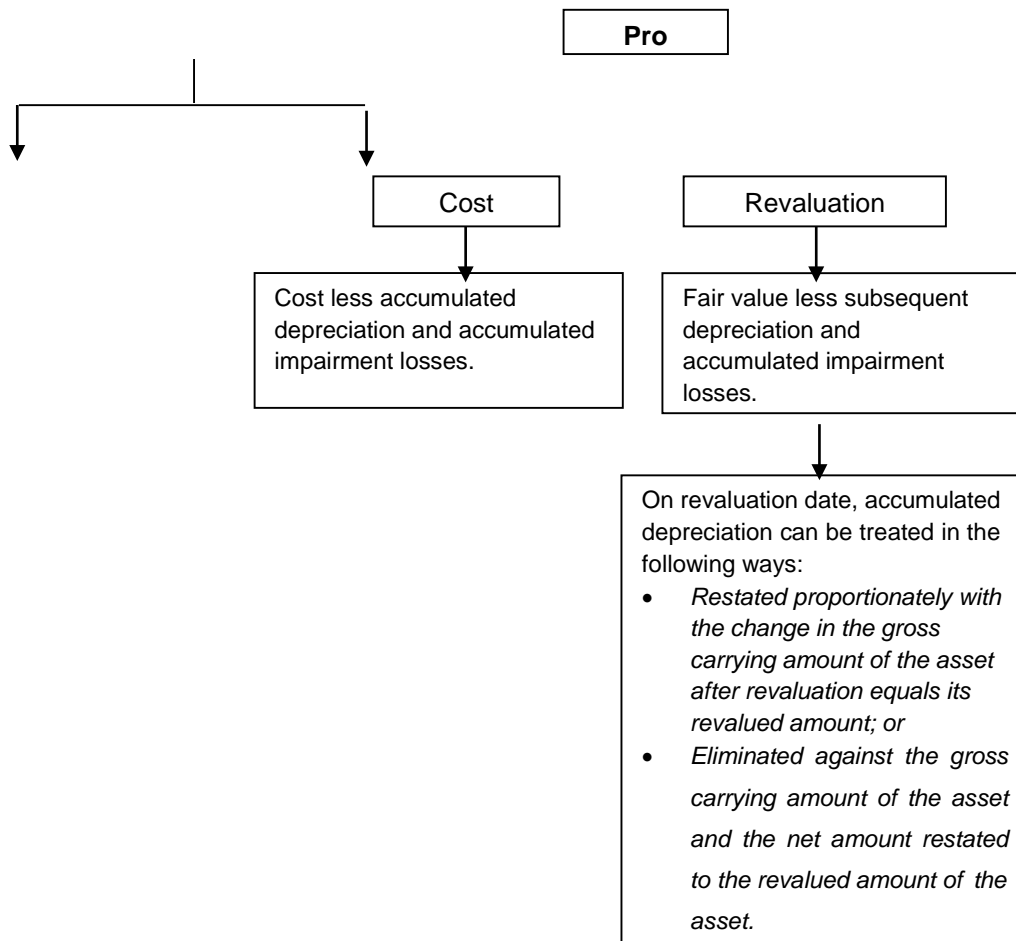 Pro
Cost
Revaluation
Cost less accumulated
depreciation and accumulated
impairment losses.
Fair value less subsequent
depreciation and
accumulated impairment
losses.
On revaluation date, accumulated
depreciation can be treated in the
following ways:
• Restated proportionately with
the change in the gross
carrying amount of the asset
after revaluation equals its
revalued amount; or
• Eliminated against the gross
carrying amount of the asset
and the net amount restated
to the revalued amount of the
asset.